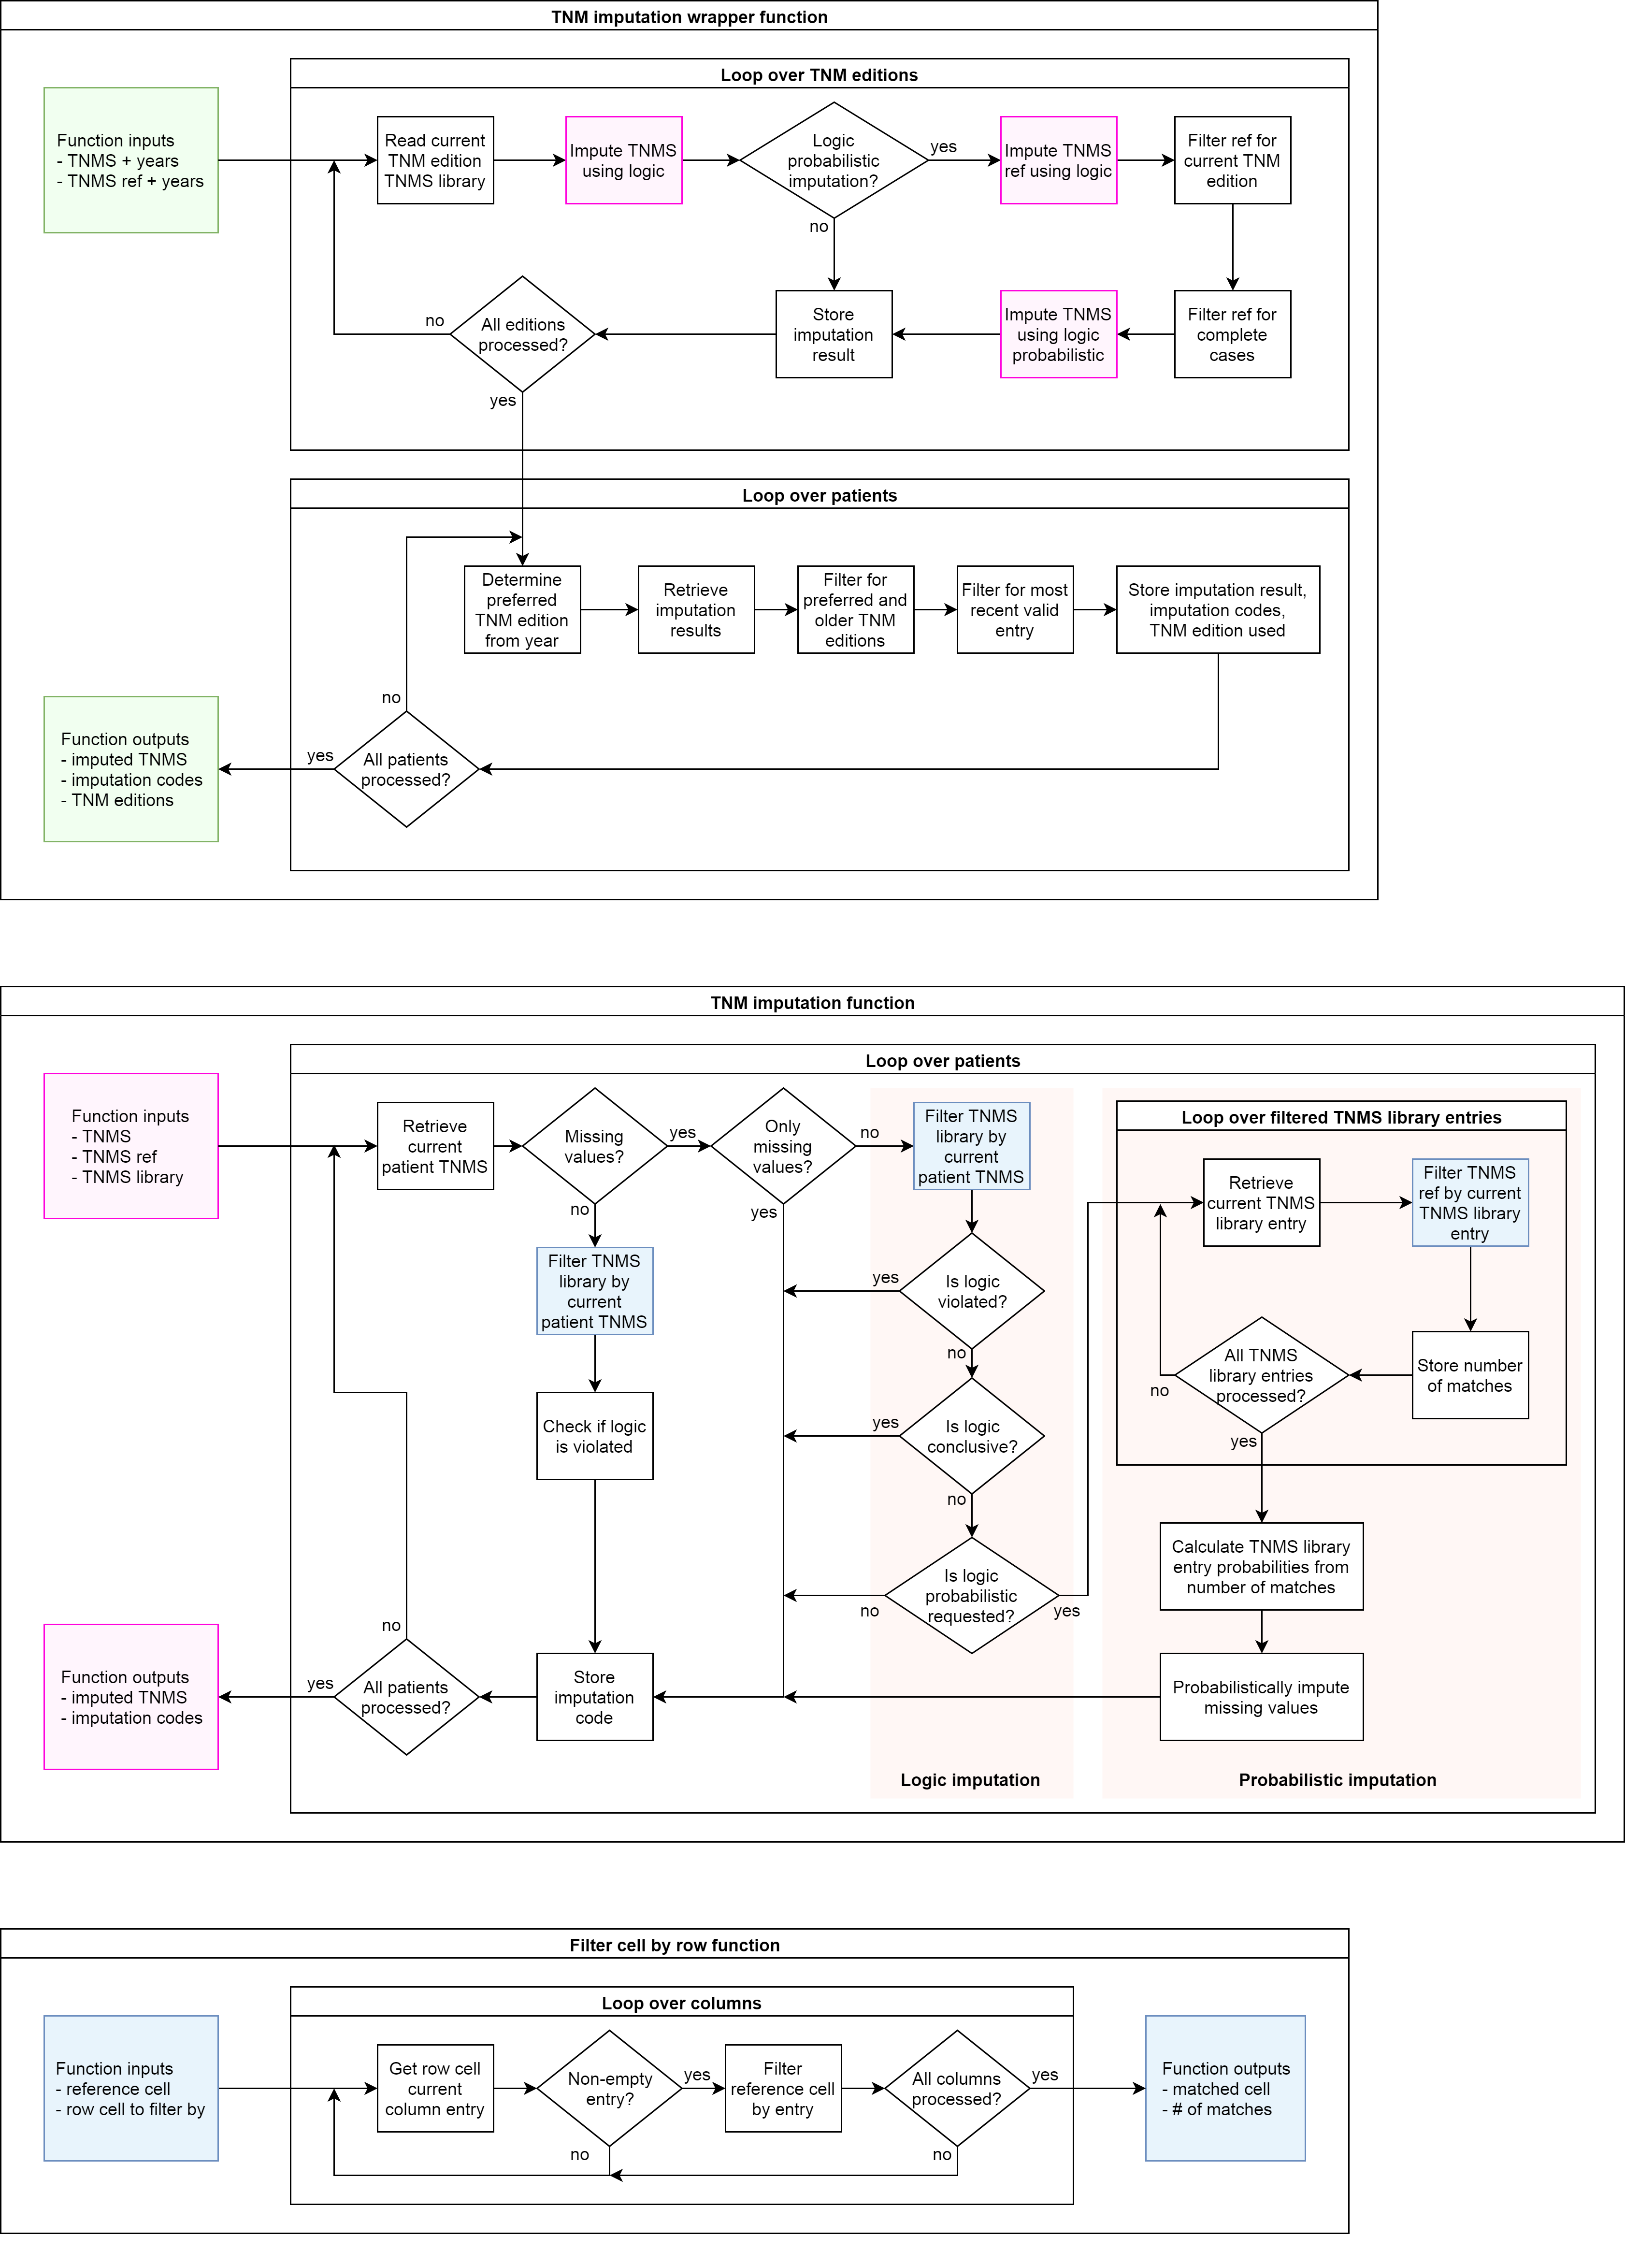 TNM imputation wrapper function
Loop over TNM editions
Function inputs
- TNMS + years
- TNMS ref + years
Read current
TNM edition
TNMS library
Impute TNMS
using logic
Logic
probabilistic
imputation?
yes
no
Impute TNMS
ref using logic
Filter ref for
current TNM
edition
All editions
processed?
no
yes
Store
imputation
result
Impute TNMS
using logic
probabilistic
Filter ref for
complete
cases
Loop over patients
Determine
preferred
TNM edition
from year
Retrieve
imputation
results
Filter for
preferred and
older TNM
editions
Filter for most
recent valid
entry
Store imputation result,
imputation codes,
TNM edition used
no
Function outputs
- imputed TNMS
- imputation codes
- TNM editions
yes
All patients
processed?
TNM imputation function
Loop over patients
Function inputs
- TNMS
- TNMS ref
- TNMS library
Retrieve
current
patient TNMS
Missing
values?
yes
no
Only
missing
values?
no
yes
Filter TNMS
library by
current
patient TNMS
Loop over filtered TNMS library entries
Retrieve
current TNMS
library entry
Filter TNMS
ref by current
TNMS library
entry
Filter TNMS
library by
current
patient TNMS
yes
Is logic
violated?
no
All TNMS
library entries
processed?
no
yes
Store number
of matches
Check if logic
is violated
yes
Is logic
conclusive?
no
Calculate TNMS library
entry probabilities from
number of matches
Is logic
probabilistic
requested?
no
yes
no
Function outputs
- imputed TNMS
- imputation codes
yes
All patients
processed?
Store
imputation
code
Probabilistically impute
missing values
Logic imputation
Probabilistic imputation
Filter cell by row function
Loop over columns
Function inputs
- reference cell
- row cell to filter by
Get row cell
current
column entry
Non-empty
entry?
yes
no
Filter
reference cell
by entry
All columns
processed?
yes
no
Function outputs
- matched cell
- # of matches